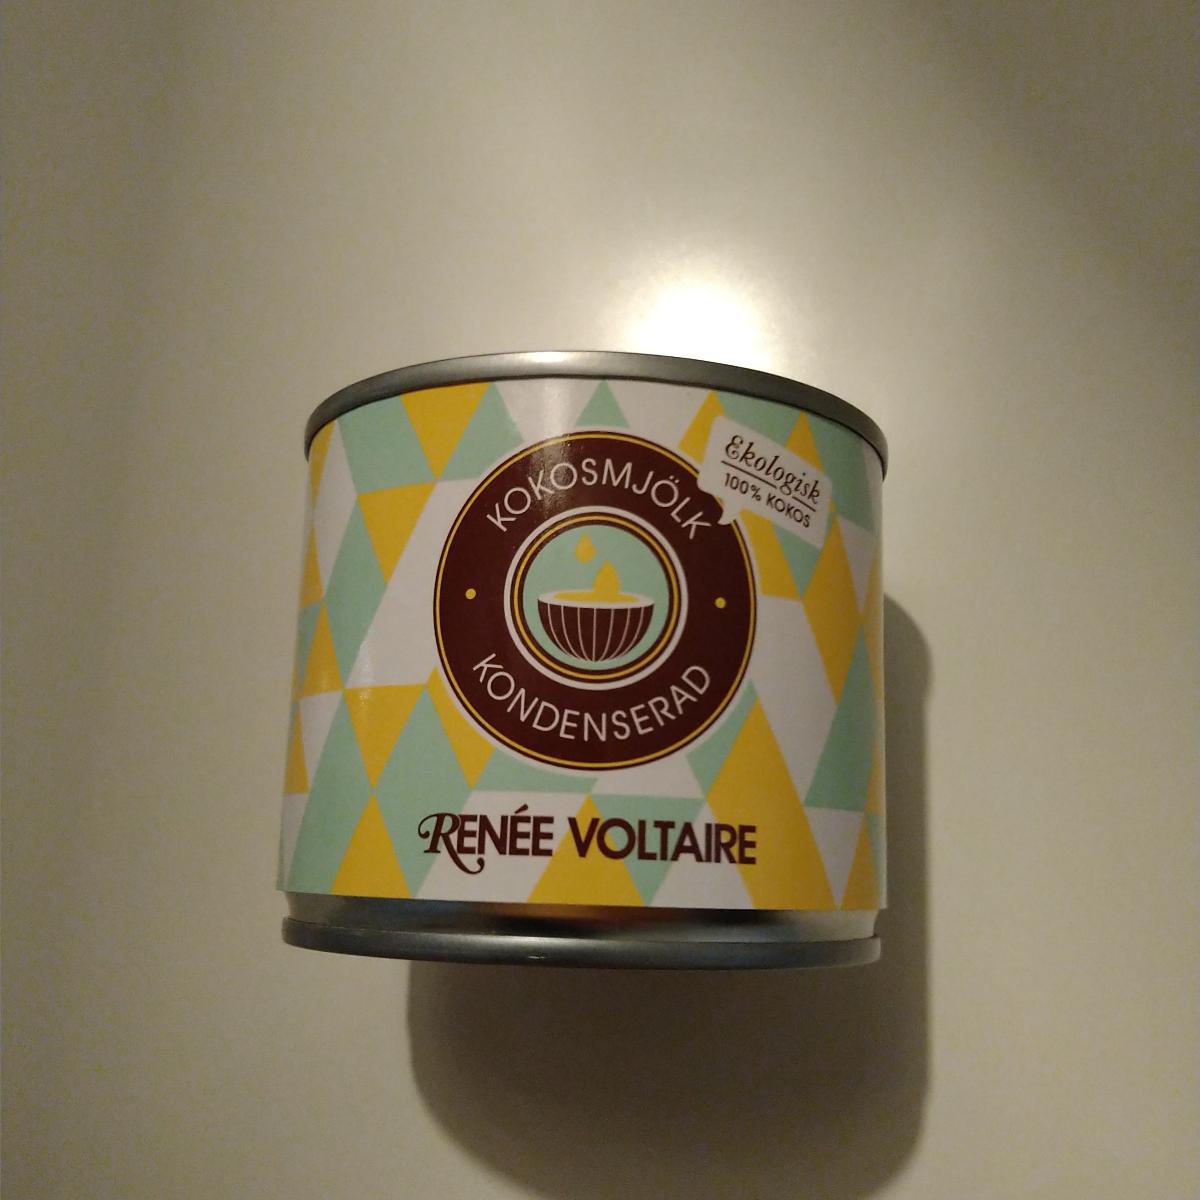 KOKOSMJÖLK
Ekologisk
100% KOKOS
KONDENSERAD
RENÉE VOLTAIRE